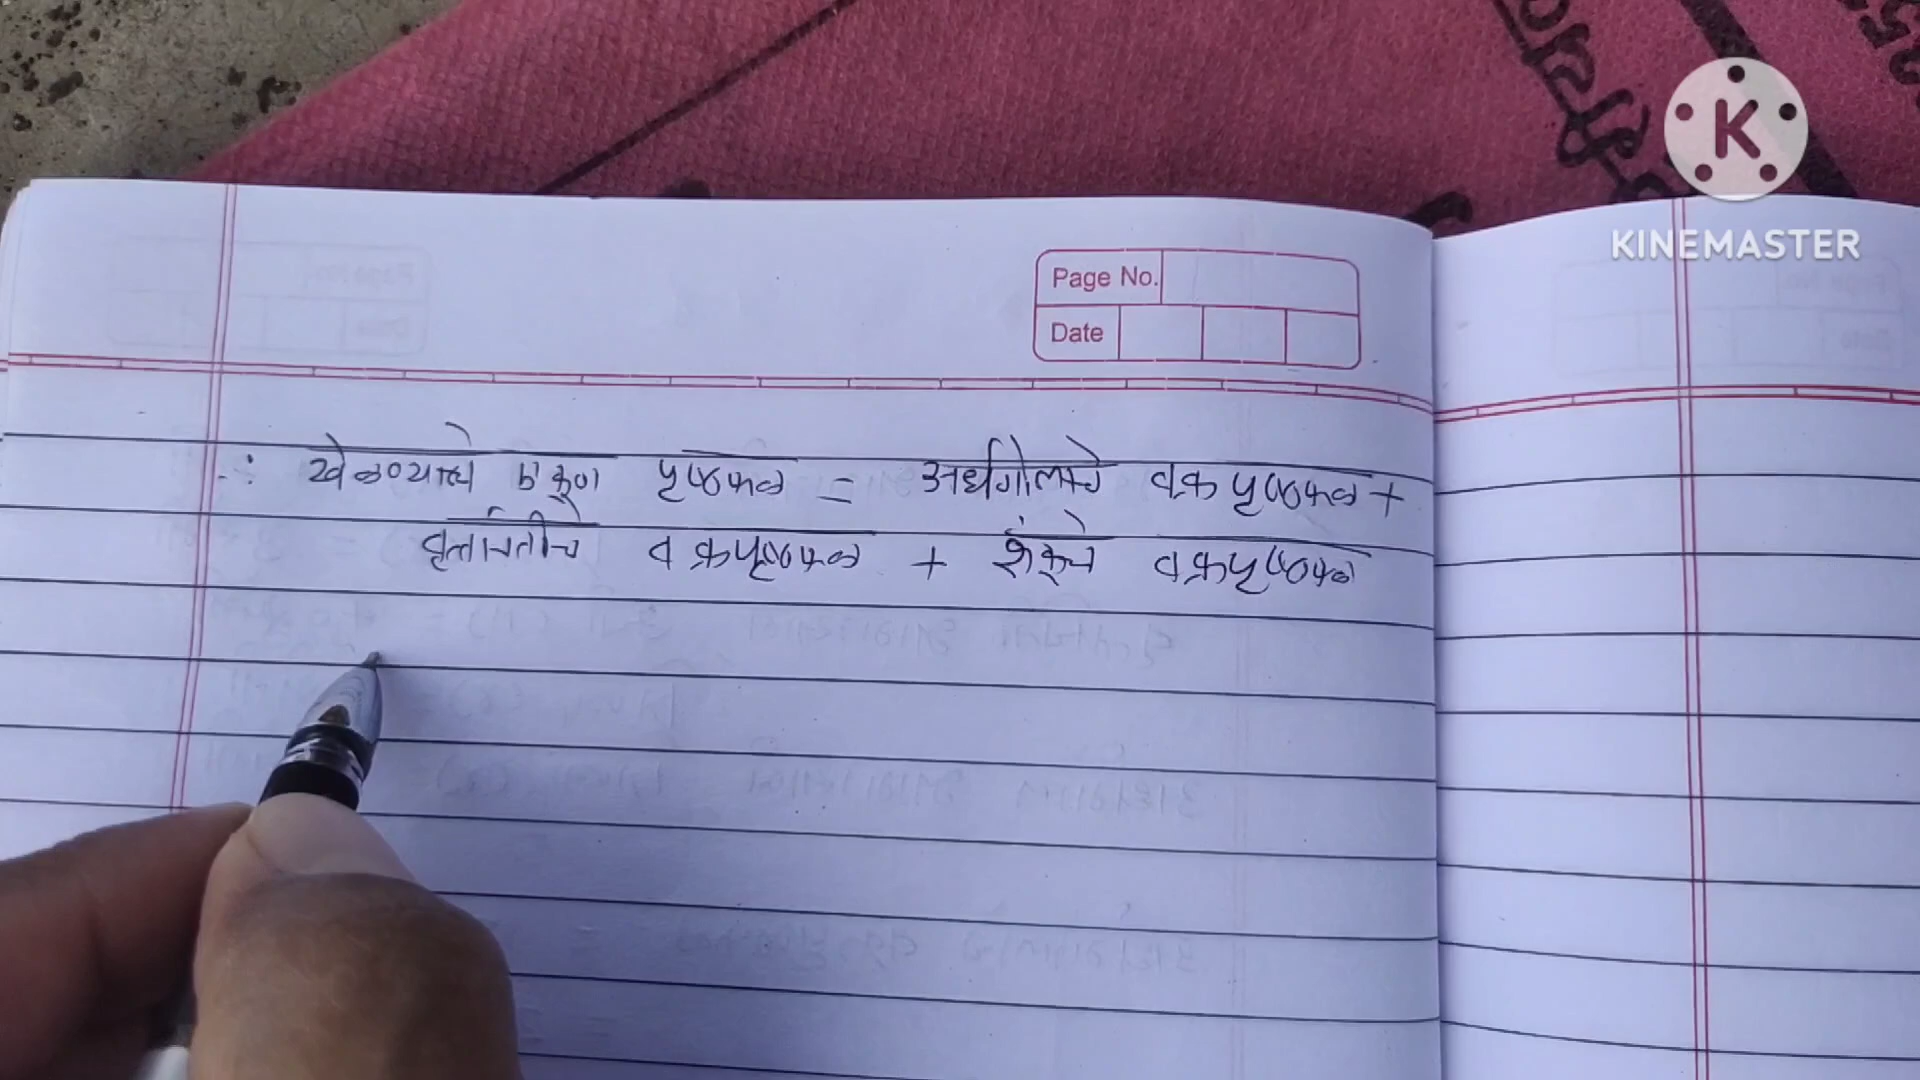 K
KINEMASTER
Page No.
Date
∴ खेळण्याचे एकूण पृष्ठफळ = अर्धगोलाचे वक्रपृष्ठफळ +
वृत्तचितीचे वक्रपृष्ठफळ + शंकूचे वक्रपृष्ठफळ